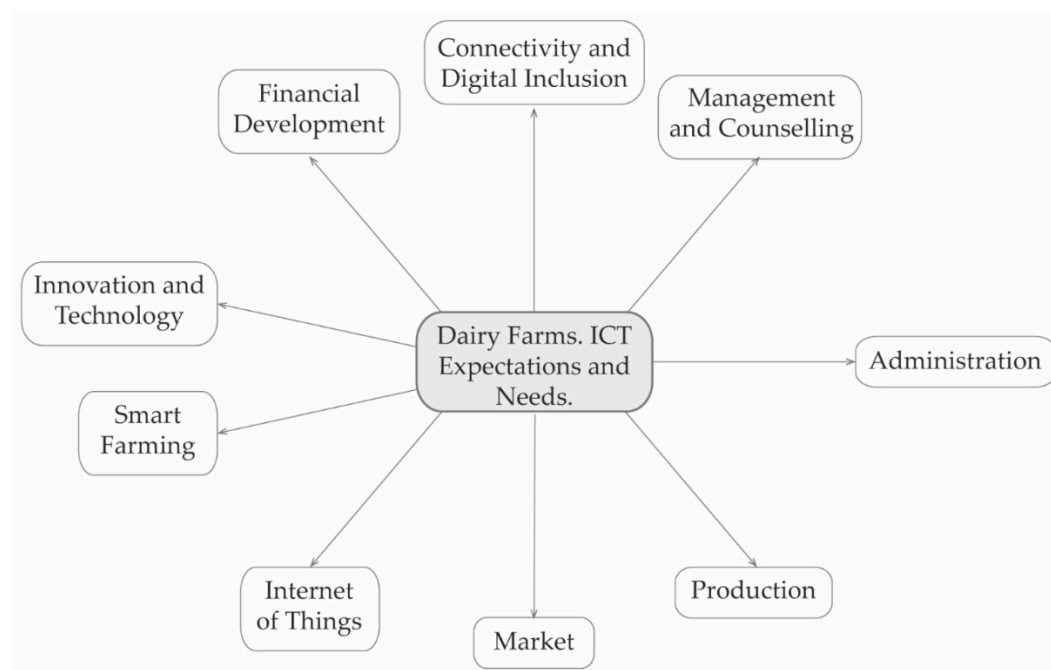 Connectivity and
Digital Inclusion
Financial
Development
Management
and Counselling
Innovation and
Technology
Dairy Farms. ICT
Expectations and
Needs.
Administration
Smart
Farming
Internet
of Things
Production
Market